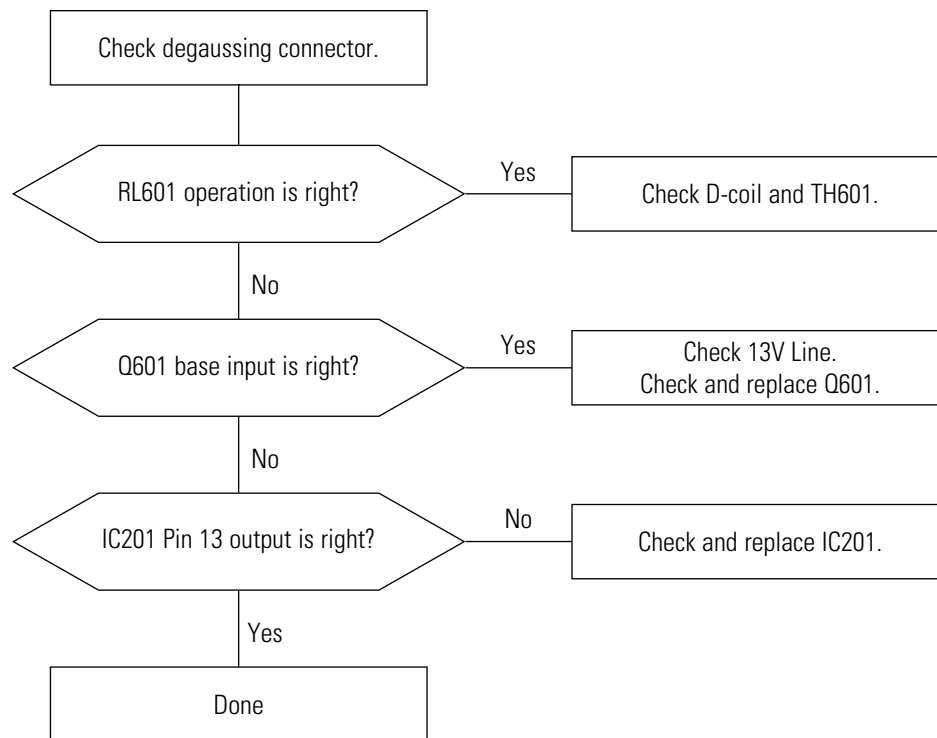 Check degaussing connector.
RL601 operation is right?
Yes
Check D-coil and TH601.
No
Q601 base input is right?
Yes
Check 13V Line.
Check and replace Q601.
No
IC201 Pin 13 output is right?
No
Check and replace IC201.
Yes
Done